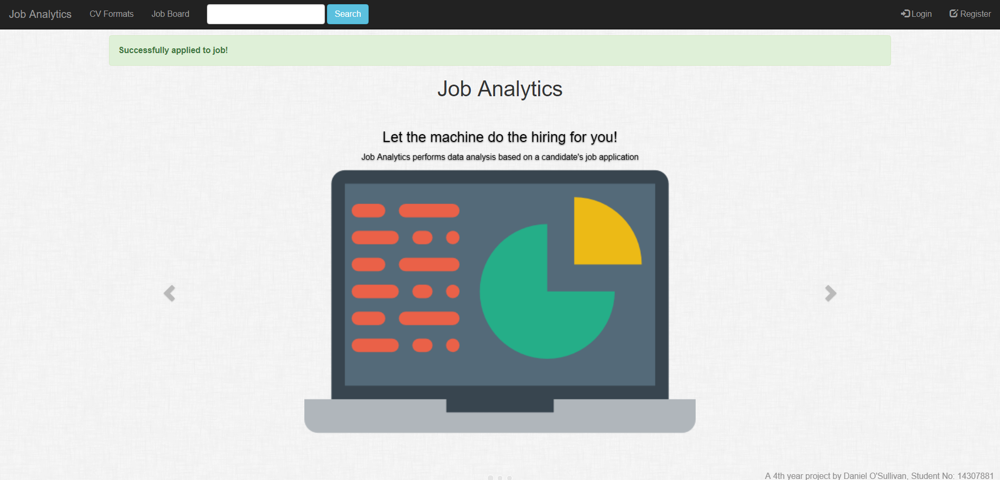 Job Analytics CV Formats Job Board Search Login Register
Successfully applied to job!
Job Analytics
Let the machine do the hiring for you!
Job Analytics performs data analysis based on a candidate's job application
A 4th year project by Daniel O'Sullivan, Student No: 14307881